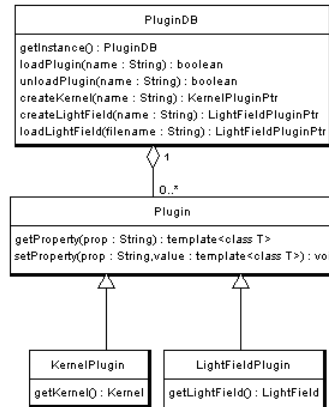 PluginDB
getInstance() : PluginDB
loadPlugin(name : String) : boolean
unloadPlugin(name : String) : boolean
createKernel(name : String) : KernelPluginPtr
createLightField(name : String) : LightFieldPluginPtr
loadLightField(filename : String) : LightFieldPluginPtr
1
0..*
Plugin
getProperty(prop : String) : template<class T>
setProperty(prop : String,value : template<class T>) : voi
KernelPlugin
getKernel() : Kernel
LightFieldPlugin
getLightField() : LightField